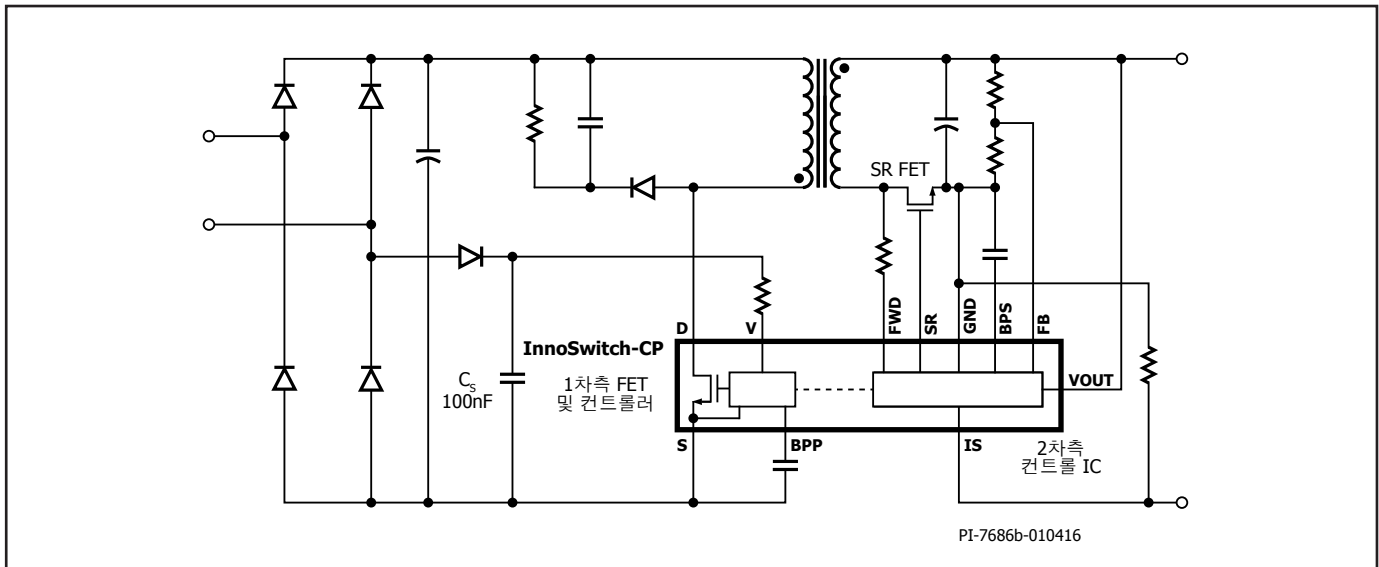 SR FET
FWD
SR
GND
BPS
FB
D
V
InnoSwitch-CP
VOUT
C_S
100nF
1차측 FET
및 컨트롤러
S
BPP
IS
2차측
컨트롤 IC
PI-7686b-010416